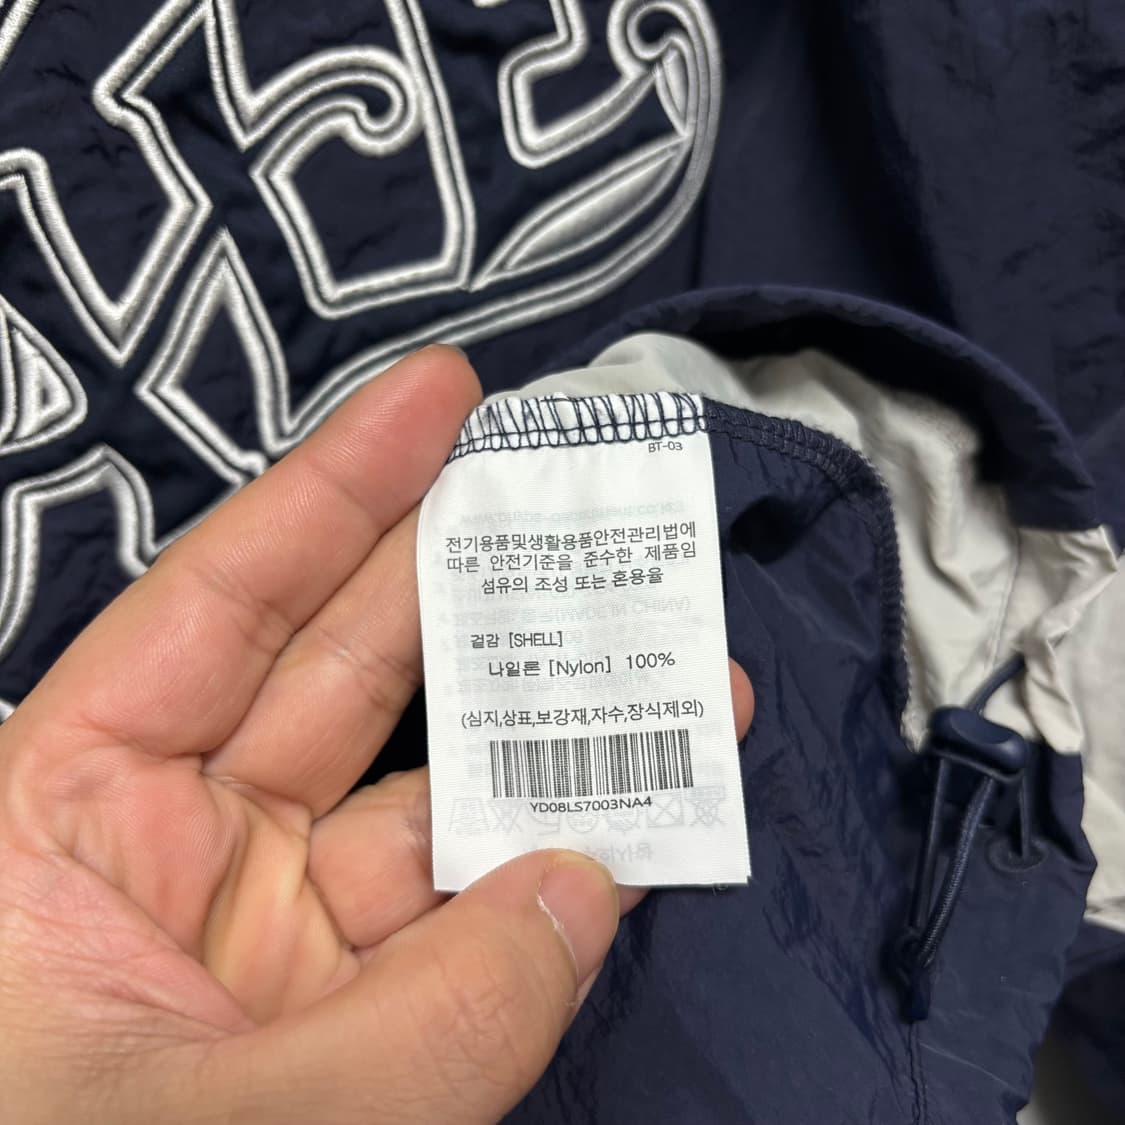 BT-03
전기용품및생활용품안전관리법에
따른 안전기준을 준수한 제품임
섬유의 조성 또는 혼용율
겉감 [SHELL]
나일론 [Nylon] 100%
(심지,상표,보강재,자수,장식제외)
YD08LS7003NA4